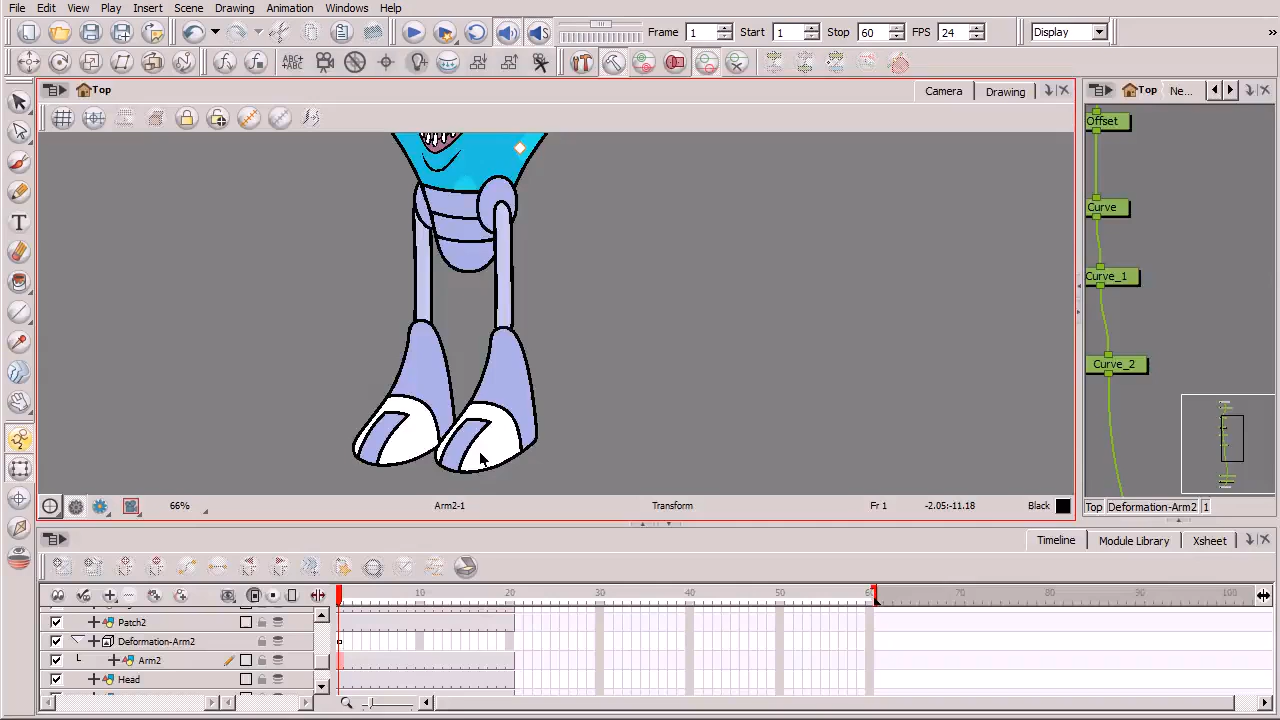 File Edit View Play Insert Scene Drawing Animation Windows Help
Frame 1 Start 1 Stop 60 FPS 24 Display »
Top Camera Drawing Top Ne...
ABC
ABC
T
Offset
Curve
Curve_1
Curve_2
66% Arm2-1 Transform Fr 1 -2.05:-11.18 Black
Top Deformation-Arm2 1
Timeline Module Library Xsheet
10 20 30 40 50 70 80 90 100
Patch2
Deformation-Arm2
Arm2
Head